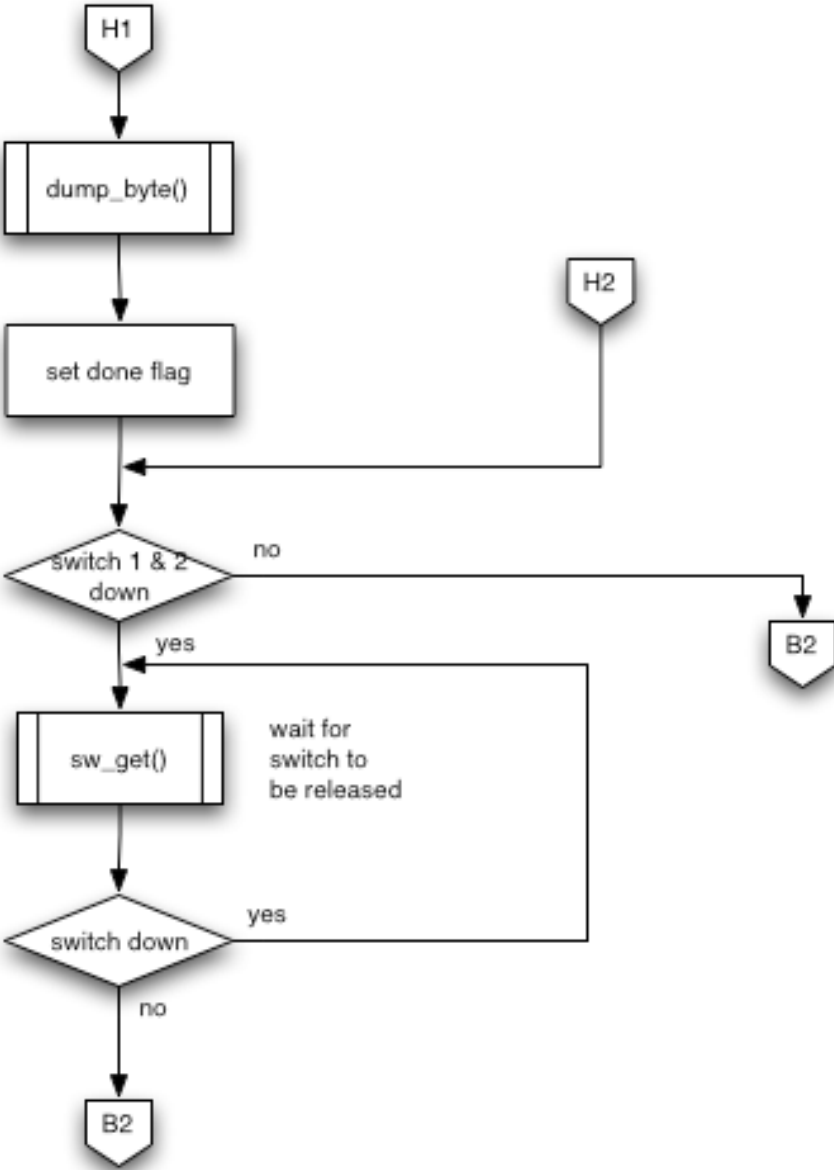 H1
dump_byte()
H2
set done flag
no
switch 1 & 2
down
yes
B2
wait for
sw_get()
switch to
be released
yes
switch down
no
B2